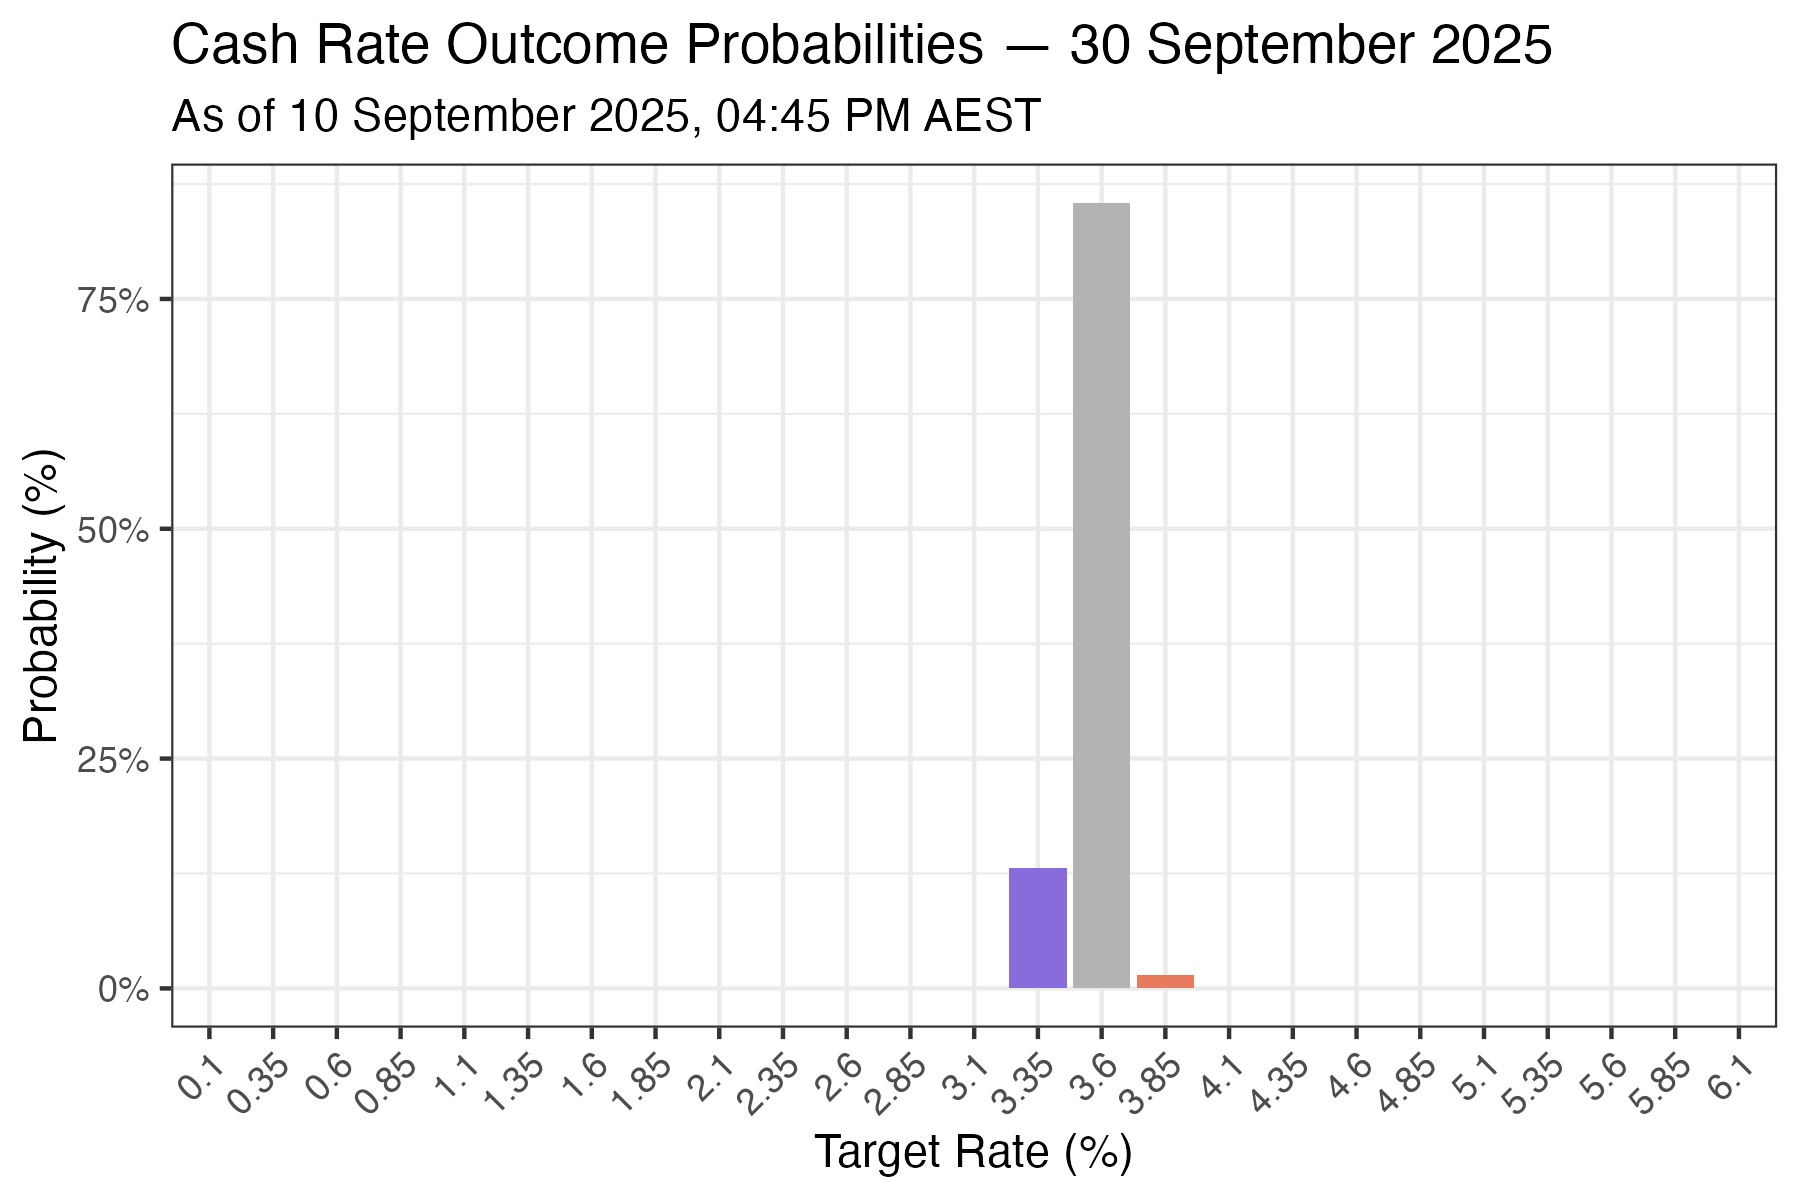 Cash Rate Outcome Probabilities — 30 September 2025
As of 10 September 2025, 04:45 PM AEST
Probability (%)
75%
50%
25%
0%
0.1 0.35 0.6 0.85 1.1 1.35 1.6 1.85 2.1 2.35 2.6 2.85 3.1 3.35 3.6 3.85 4.1 4.35 4.6 4.85 5.1 5.35 5.6 5.85 6.1
Target Rate (%)